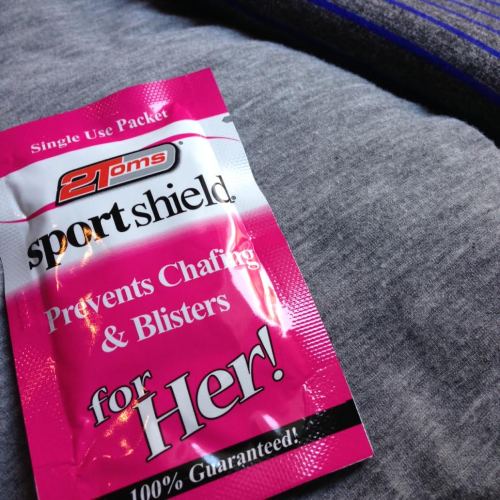 Single Use Packet
2Toms®
sportshield®
Prevents Chafing
& Blisters
for Her!
100% Guaranteed!